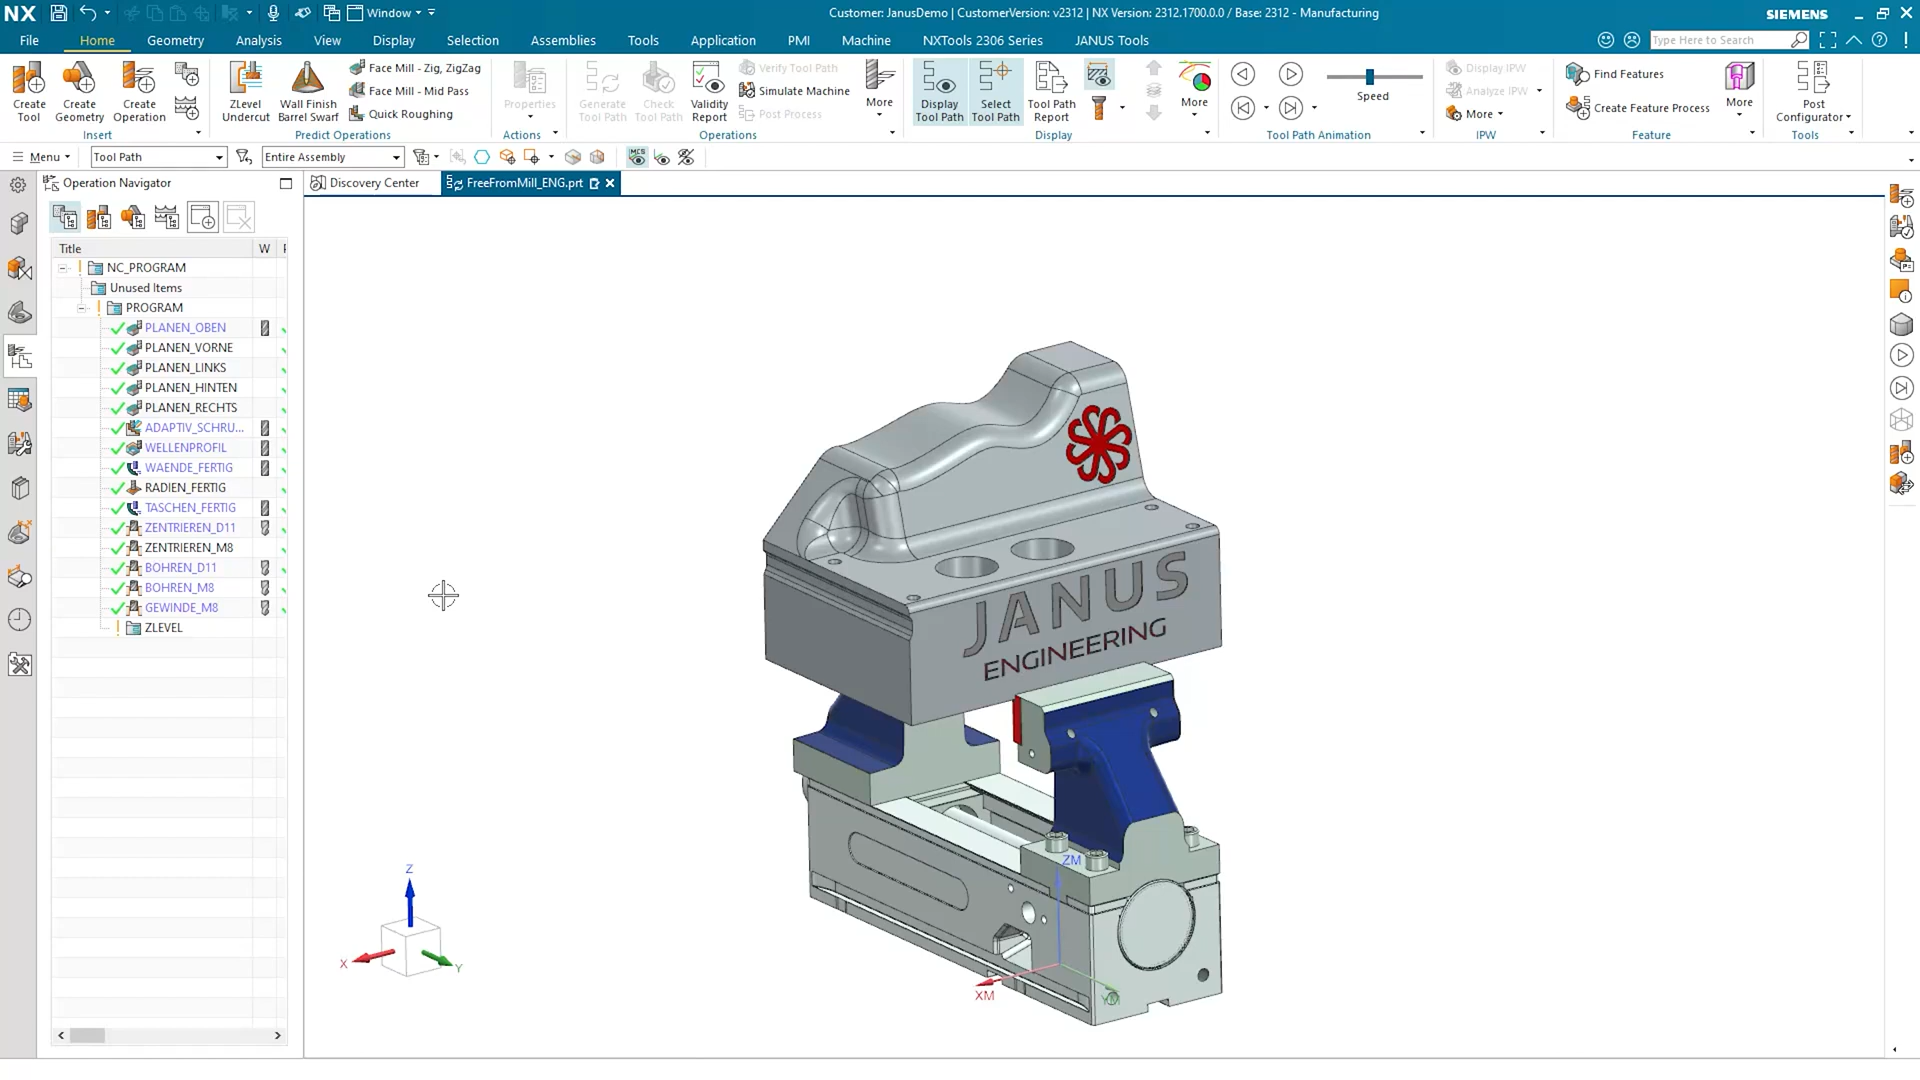 NX
Window
Customer: JanusDemo | CustomerVersion: v2312 | NX Version: 2312.1700.0.0 / Base: 2312 - Manufacturing
SIEMENS
File Home Geometry Analysis View Display Selection Assemblies Tools Application PMI Machine NXTools 2306 Series JANUS Tools
Type Here to Search
Create Tool
Create Geometry
Create Operation
Insert
ZLevel Undercut
Wall Finish Barrel Swarf
Face Mill - Zig, ZigZag
Face Mill - Mid Pass
Quick Roughing
Predict Operations
Properties
Actions
Generate Tool Path
Check Tool Path
Validity Report
Verify Tool Path
Simulate Machine
Post Process
More
Operations
Display Tool Path
Select Tool Path
Tool Path Report
More
Display
Speed
Tool Path Animation
Display IPW
Analyze IPW
More
IPW
Find Features
Create Feature Process
More
Feature
Post Configurator
Tools
Menu
Tool Path
Entire Assembly
MCS
Operation Navigator
Discovery Center
FreeFromMill_ENG.prt
Title W
NC_PROGRAM
Unused Items
PROGRAM
PLANEN_OBEN
PLANEN_VORNE
PLANEN_LINKS
PLANEN_HINTEN
PLANEN_RECHTS
ADAPTIV_SCHRU...
WELLENPROFIL
WAENDE_FERTIG
RADIEN_FERTIG
TASCHEN_FERTIG
ZENTRIEREN_D11
ZENTRIEREN_M8
BOHREN_D11
BOHREN_M8
GEWINDE_M8
ZLEVEL
JANUS
ENGINEERING
ZM
XM
YM
Z
X
Y